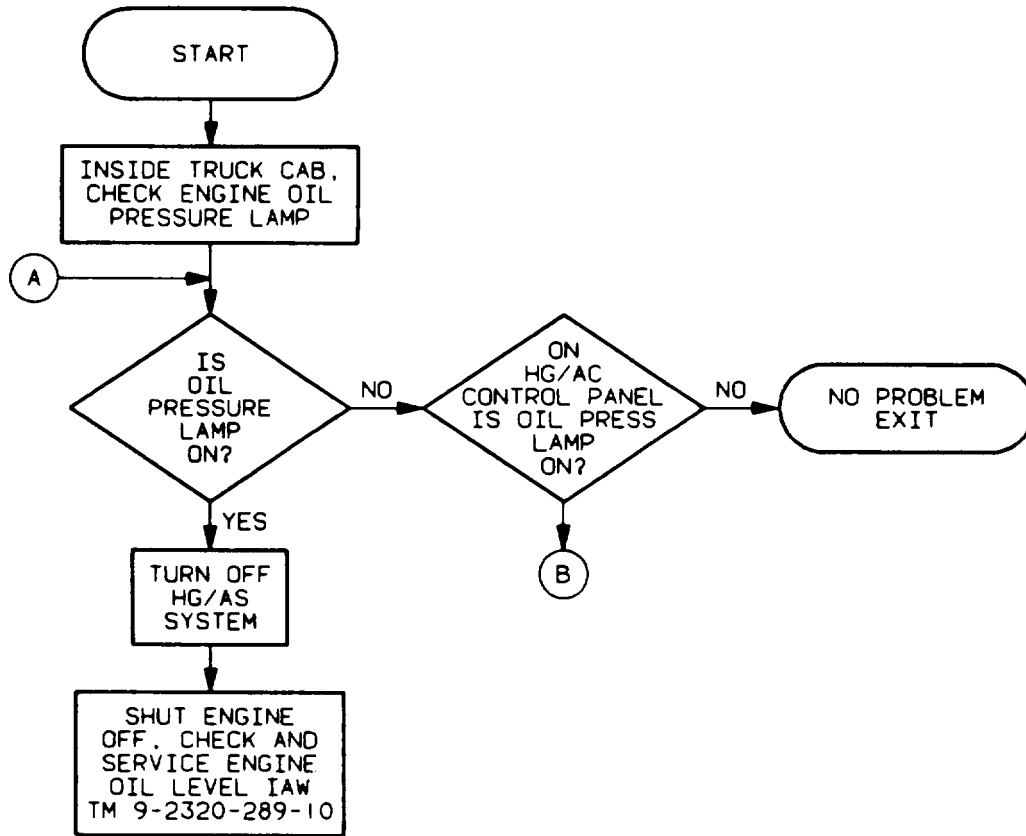 START
INSIDE TRUCK CAB,
CHECK ENGINE OIL
PRESSURE LAMP
A
IS
OIL
PRESSURE
LAMP
ON?
NO
ON
HG/AC
CONTROL PANEL
IS OIL PRESS
LAMP
ON?
NO
NO PROBLEM
EXIT
YES
B
TURN OFF
HG/AS
SYSTEM
SHUT ENGINE
OFF, CHECK AND
SERVICE ENGINE
OIL LEVEL IAW
TM 9-2320-289-10